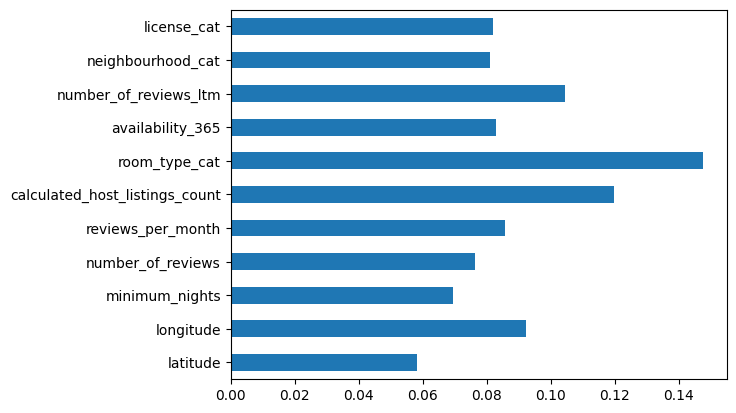 license_cat
neighbourhood_cat
number_of_reviews_ltm
availability_365
room_type_cat
calculated_host_listings_count
reviews_per_month
number_of_reviews
minimum_nights
longitude
latitude
0.00 0.02 0.04 0.06 0.08 0.10 0.12 0.14